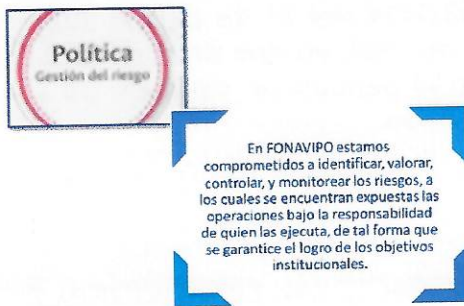 Política
Gestión del riesgo
En FONAVIPO estamos
comprometidos a identificar, valorar,
controlar, y monitorear los riesgos, a
los cuales se encuentran expuestas las
operaciones bajo la responsabilidad
de quien las ejecuta, de tal forma que
se garantice el logro de los objetivos
institucionales.